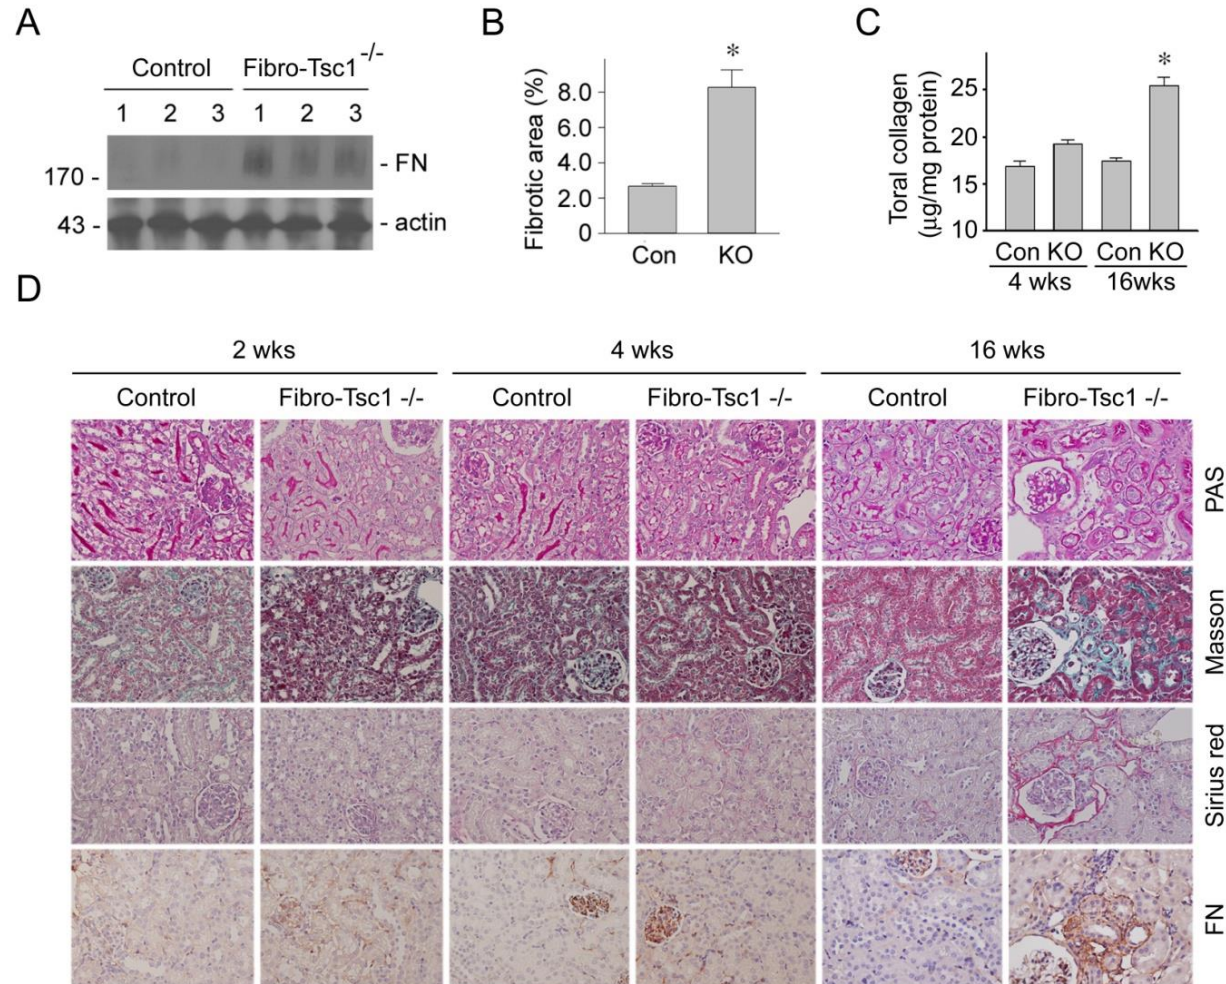 A
Control Fibro-Tsc1 -/-
1 2 3 1 2 3
170 - - FN
43 - - actin
B
Fibrotic area (%)
8.0
6.0
4.0
2.0
0
Con KO
*
C
Toral collagen
(μg/mg protein)
25
20
15
10
*
Con KO Con KO
4 wks 16wks
D
2 wks 4 wks 16 wks
Control Fibro-Tsc1 -/- Control Fibro-Tsc1 -/- Control Fibro-Tsc1 -/-
PAS
Masson
Sirius red
FN